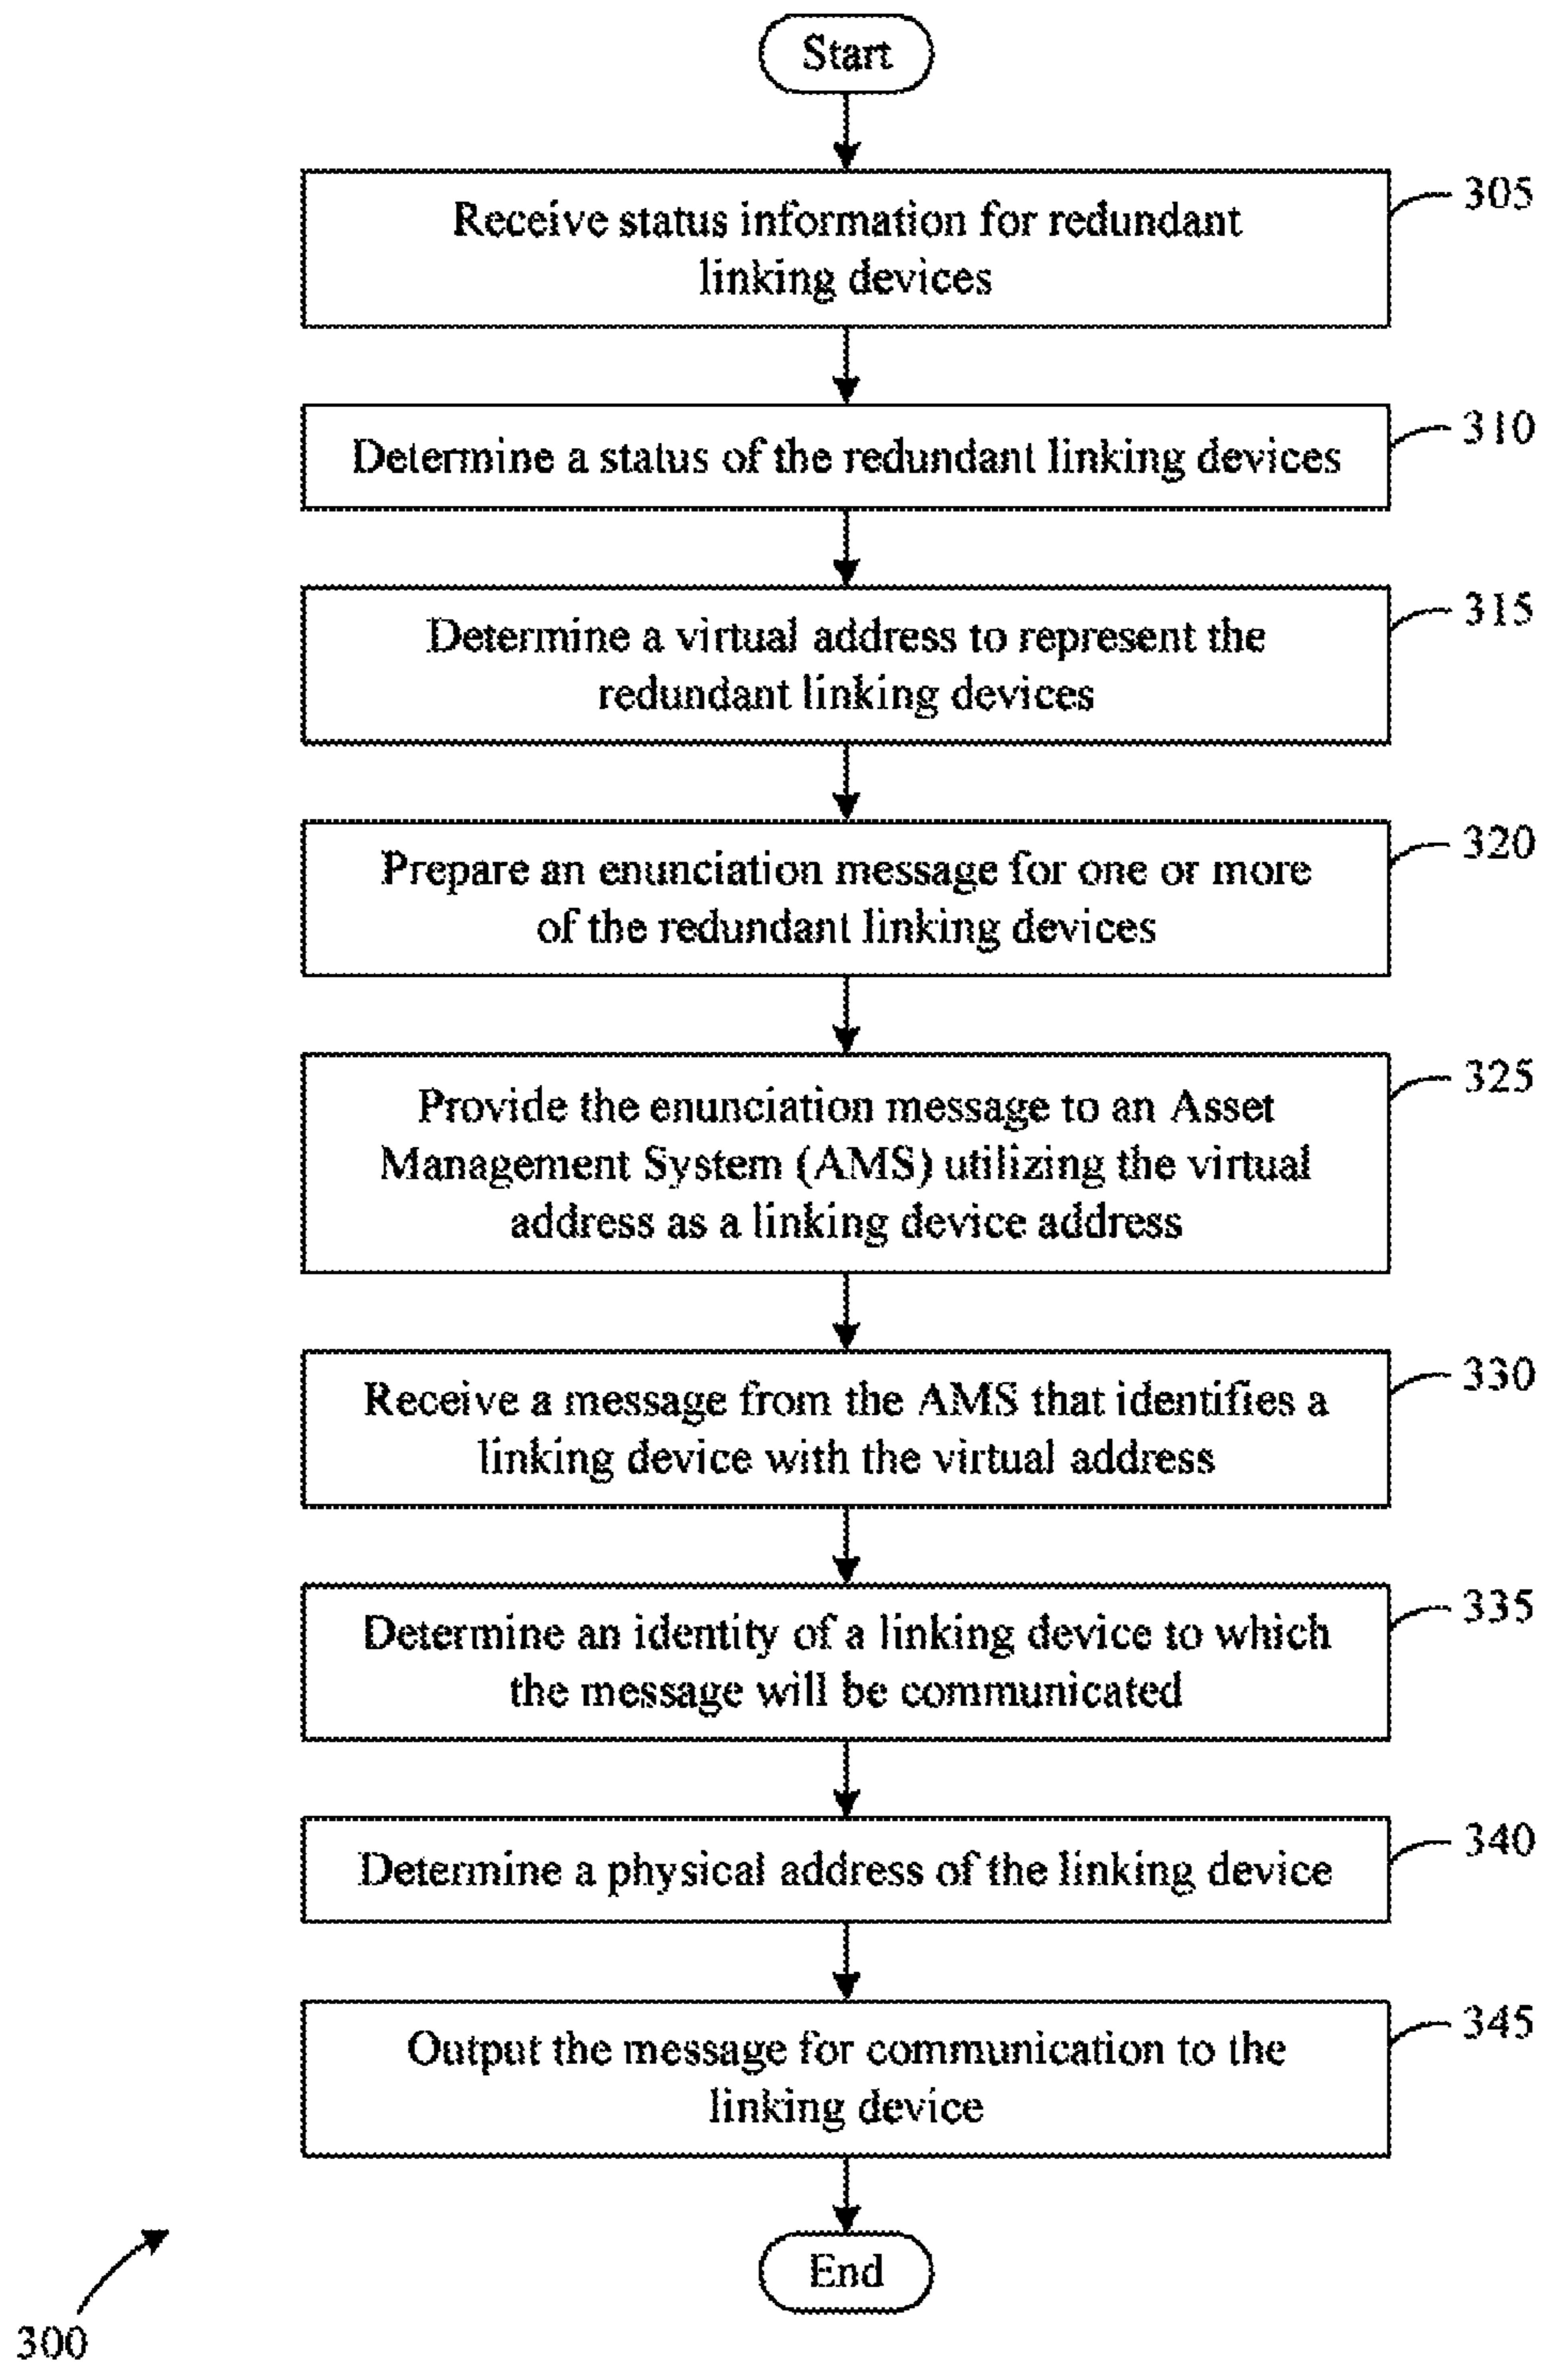 Start
305
Receive status information for redundant
linking devices
310
Determine a status of the redundant linking devices
315
Determine a virtual address to represent the
redundant linking devices
320
Prepare an enunciation message for one or more
of the redundant linking devices
325
Provide the enunciation message to an Asset
Management System (AMS) utilizing the virtual
address as a linking device address
330
Receive a message from the AMS that identifies a
linking device with the virtual address
335
Determine an identity of a linking device to which
the message will be communicated
340
Determine a physical address of the linking device
345
Output the message for communication to the
linking device
End
300